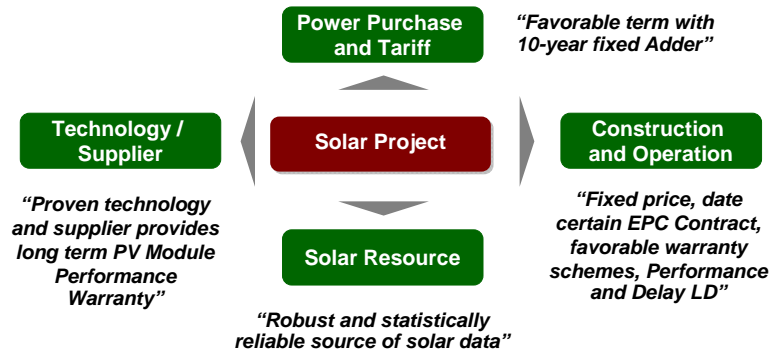 Power Purchase
and Tariff
“Favorable term with
10-year fixed Adder”
Technology /
Supplier
Solar Project
Construction
and Operation
“Proven technology
and supplier provides
long term PV Module
Performance
Warranty”
Solar Resource
“Fixed price, date
certain EPC Contract,
favorable warranty
schemes, Performance
and Delay LD”
“Robust and statistically
reliable source of solar data”